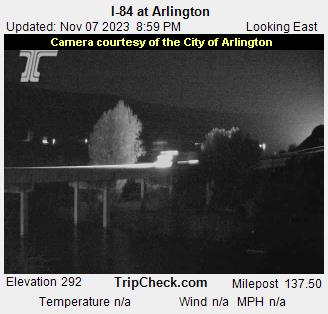 I-84 at Arlington
Updated: Nov 07 2023 8:59 PM Looking East
Camera courtesy of the City of Arlington
Elevation 292 TripCheck.com Milepost 137.50
Temperature n/a Wind n/a MPH n/a